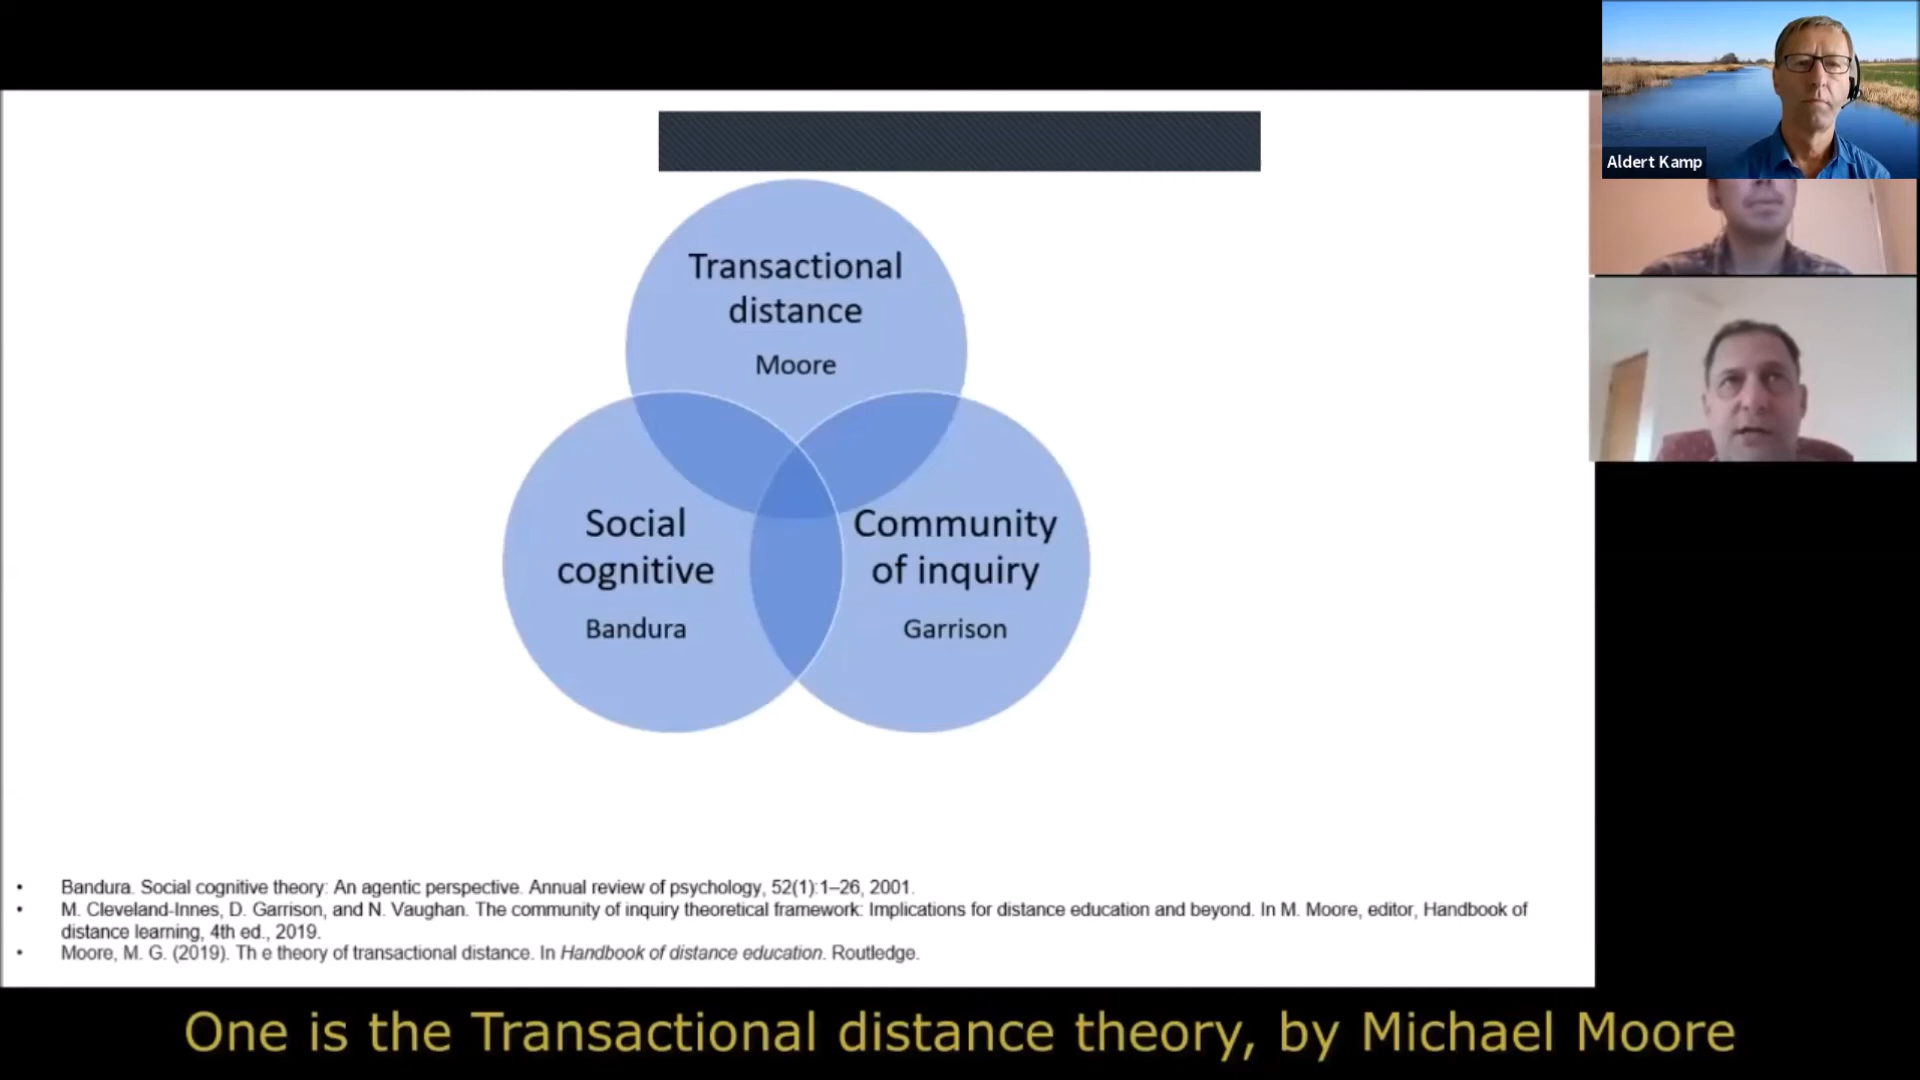 Aldert Kamp
Transactional
distance
Moore
Social
cognitive
Bandura
Community
of inquiry
Garrison
• Bandura. Social cognitive theory: An agentic perspective. Annual review of psychology, 52(1):1–26, 2001.
• M. Cleveland-Innes, D. Garrison, and N. Vaughan. The community of inquiry theoretical framework: Implications for distance education and beyond. In M. Moore, editor, Handbook of
distance learning, 4th ed., 2019.
• Moore, M. G. (2019). Th e theory of transactional distance. In Handbook of distance education. Routledge.
One is the Transactional distance theory, by Michael Moore